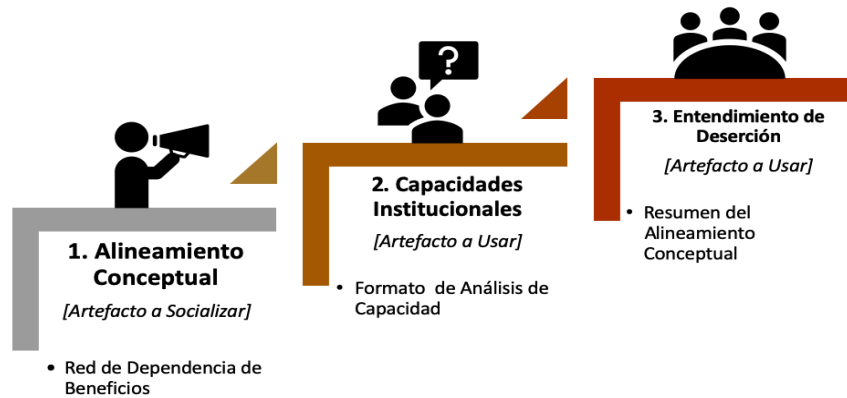 ?
1. Alineamiento
Conceptual
[Artefacto a Socializar]
• Red de Dependencia de
Beneficios
2. Capacidades
Institucionales
[Artefacto a Usar]
• Formato de Análisis de
Capacidad
3. Entendimiento de
Deserción
[Artefacto a Usar]
• Resumen del
Alineamiento
Conceptual